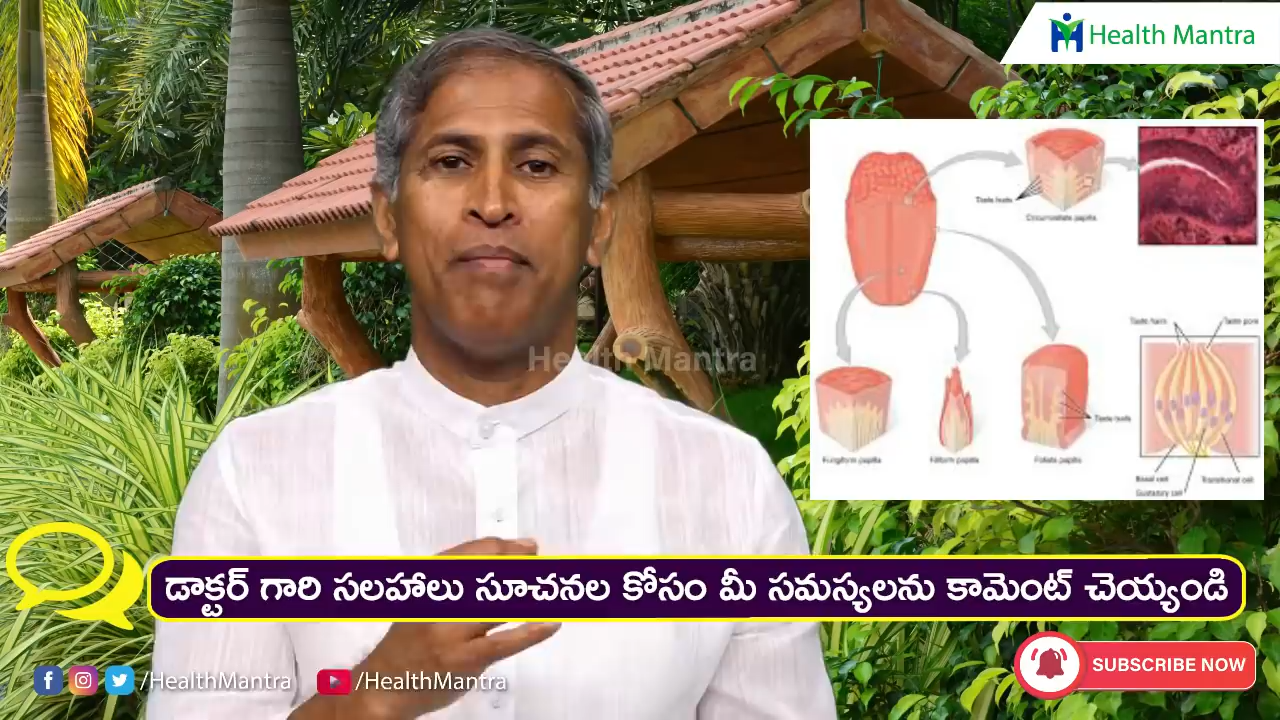 Health Mantra
Taste buds
Circumvallate papilla
Taste hairs
Taste pore
Health Mantra
Taste buds
Fungiform papilla
Filiform papilla
Foliate papilla
Basal cell
Transitional cell
Gustatory cell
డాక్టర్ గారి సలహాలు సూచనల కోసం మీ సమస్యలను కామెంట్ చెయ్యండి
/HealthMantra
/HealthMantra
SUBSCRIBE NOW